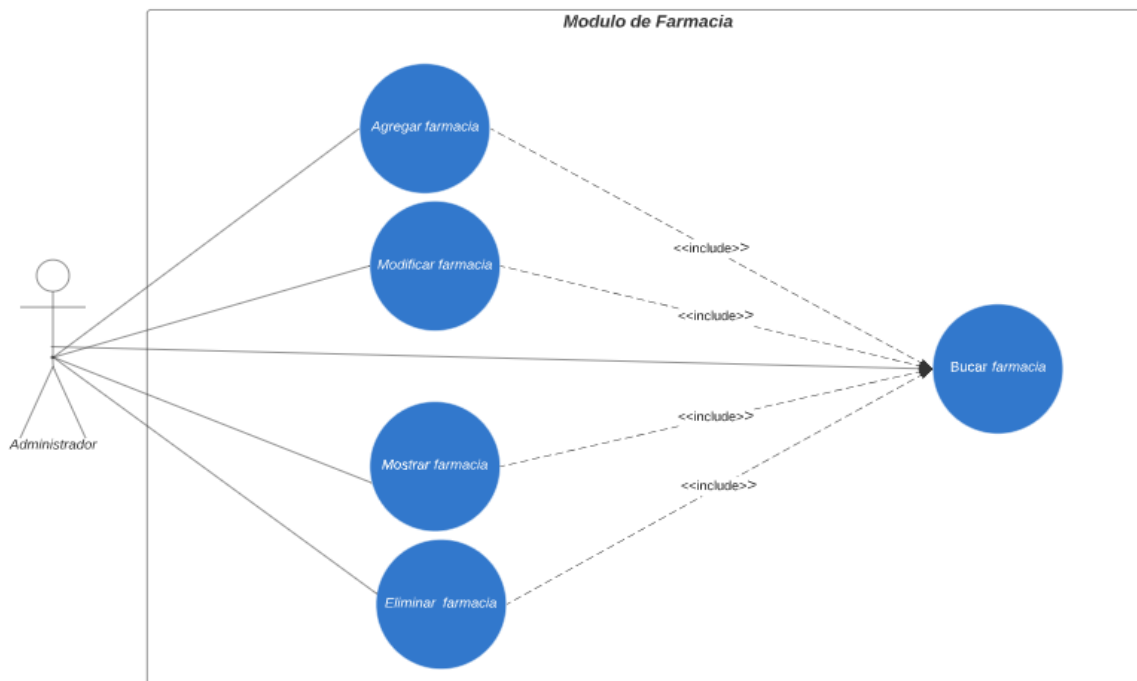 Modulo de Farmacia
Agregar farmacia
<<include>>
Modificar farmacia
<<include>>
Bucar farmacia
Administrador
<<include>>
Mostrar farmacia
<<include>>
Eliminar farmacia